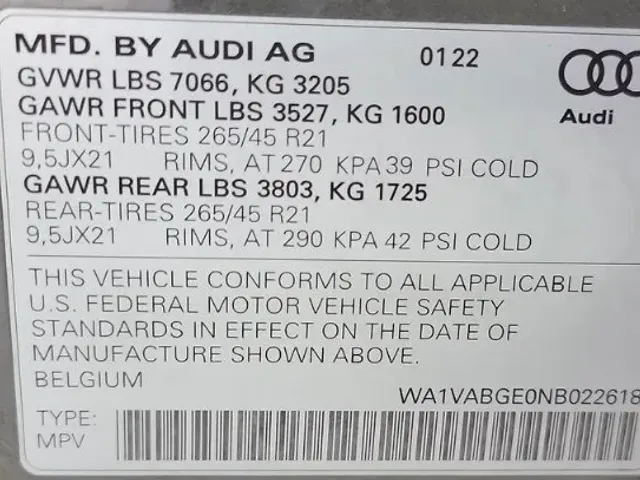 MFD. BY AUDI AG 0122
GVWR LBS 7066, KG 3205
GAWR FRONT LBS 3527, KG 1600
Audi
FRONT-TIRES 265/45 R21
9,5JX21 RIMS, AT 270 KPA 39 PSI COLD
GAWR REAR LBS 3803, KG 1725
REAR-TIRES 265/45 R21
9,5JX21 RIMS, AT 290 KPA 42 PSI COLD
THIS VEHICLE CONFORMS TO ALL APPLICABLE
U.S. FEDERAL MOTOR VEHICLE SAFETY
STANDARDS IN EFFECT ON THE DATE OF
MANUFACTURE SHOWN ABOVE.
BELGIUM
WA1VABGE0NB022618
TYPE:
MPV